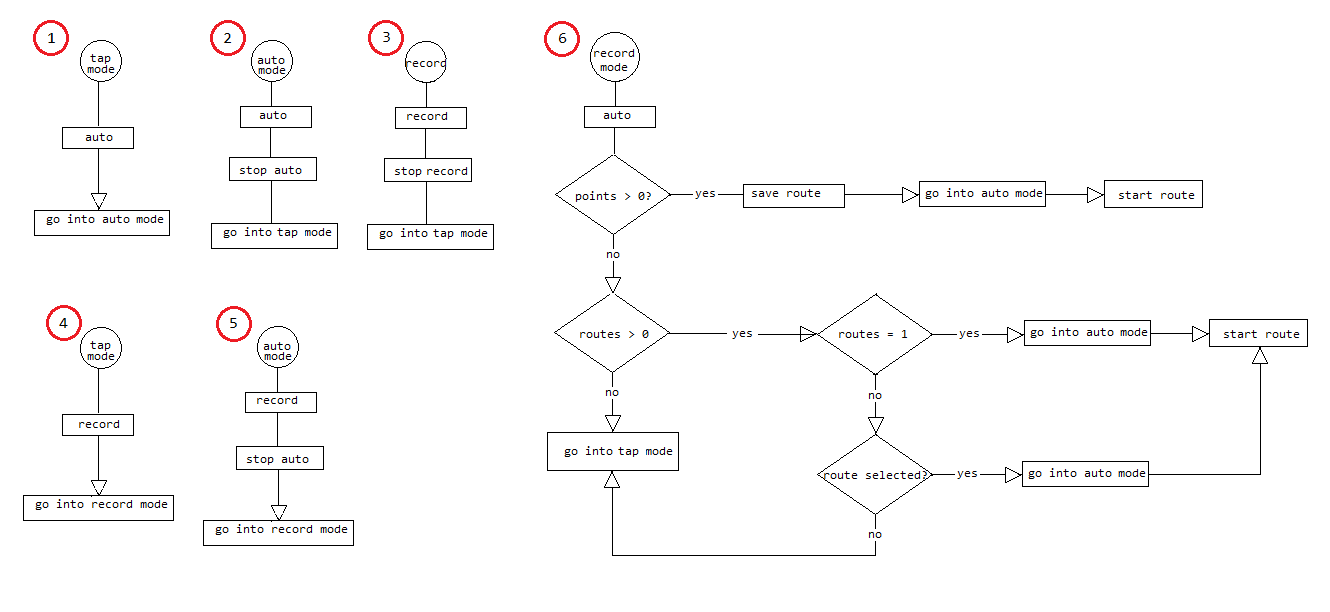 1
tap
mode
auto
go into auto mode
2
auto
mode
auto
stop auto
go into tap mode
3
record
record
stop record
go into tap mode
4
tap
mode
record
go into record mode
5
auto
mode
record
stop auto
go into record mode
6
record
mode
auto
points > 0?
yes
save route
go into auto mode
start route
no
routes > 0
yes
routes = 1
yes
go into auto mode
start route
no
go into tap mode
no
route selected?
yes
go into auto mode
no